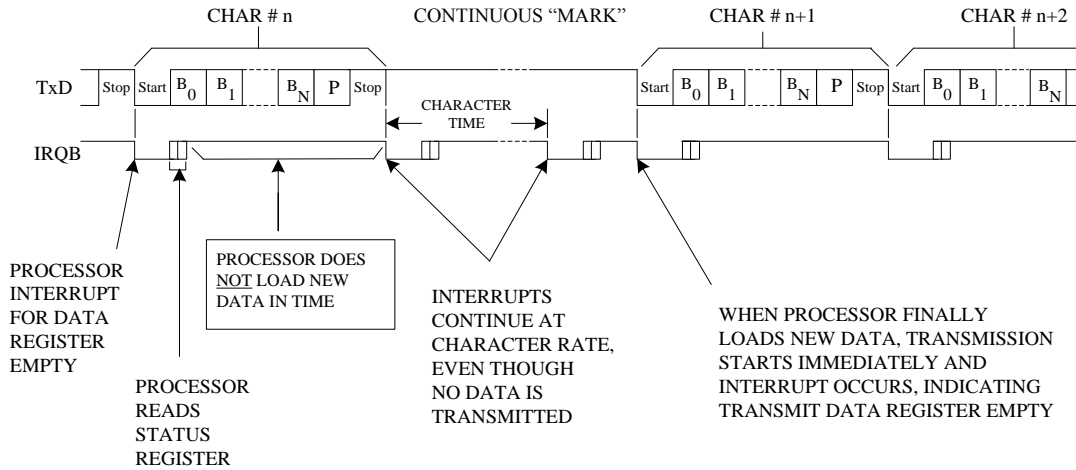 CHAR # n
CONTINUOUS “MARK”
CHAR # n+1
CHAR # n+2
TxD
Stop Start B0 B1 BN P Stop
Start B0 B1 BN P Stop Start B0 B1 BN
CHARACTER
TIME
IRQB
PROCESSOR
INTERRUPT
FOR DATA
REGISTER
EMPTY
PROCESSOR
READS
STATUS
REGISTER
PROCESSOR DOES
NOT LOAD NEW
DATA IN TIME
INTERRUPTS
CONTINUE AT
CHARACTER RATE,
EVEN THOUGH
NO DATA IS
TRANSMITTED
WHEN PROCESSOR FINALLY
LOADS NEW DATA, TRANSMISSION
STARTS IMMEDIATELY AND
INTERRUPT OCCURS, INDICATING
TRANSMIT DATA REGISTER EMPTY